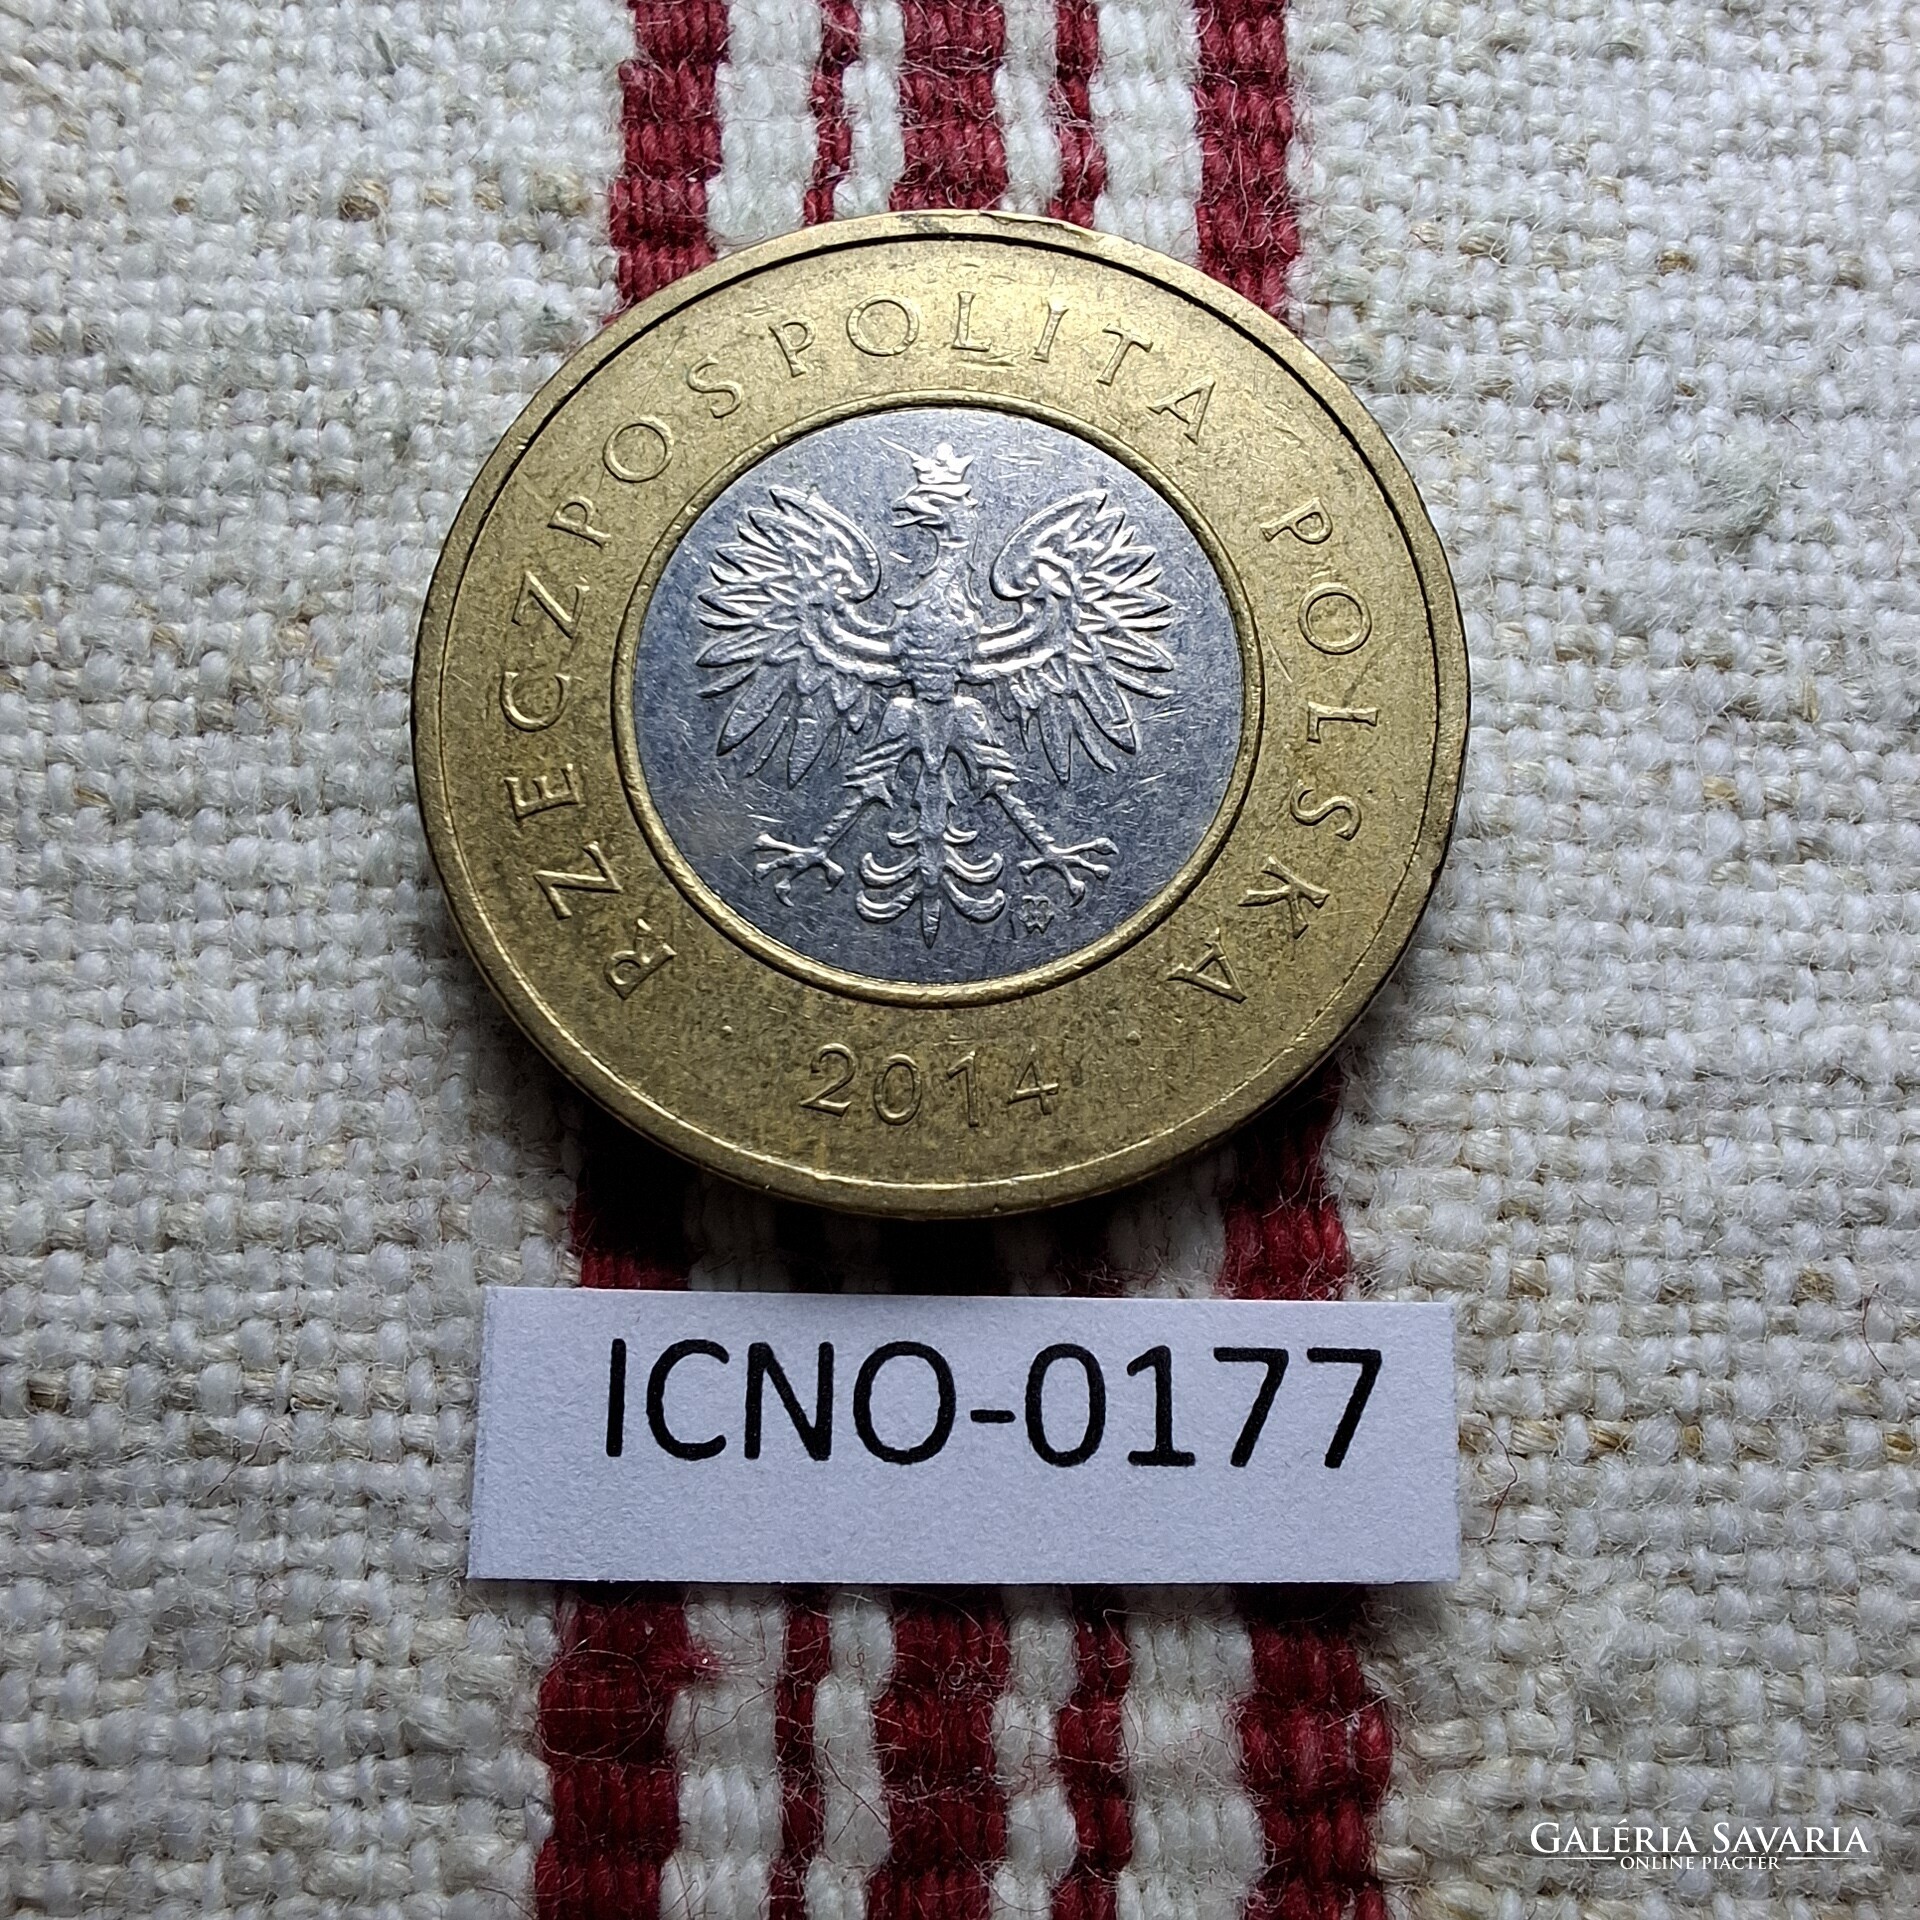 RZECZPOSPOLITA POLSKA
2014
ICNO-0177
GALÉRIA SAVARIA
ONLINE PIACTÉR